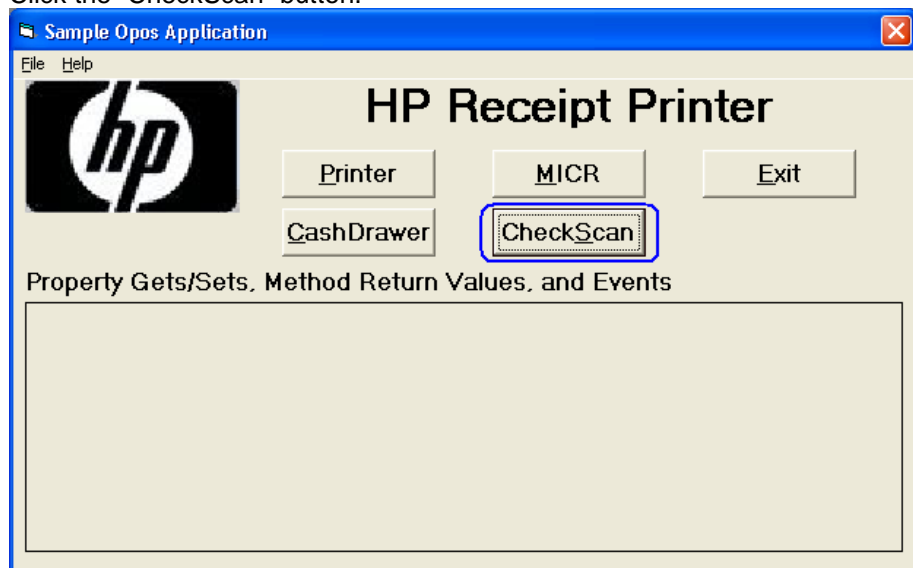 Click the "CheckScan" button.
Sample Opos Application
File Help
hp
HP Receipt Printer
Printer MICR Exit
CashDrawer CheckScan
Property Gets/Sets, Method Return Values, and Events